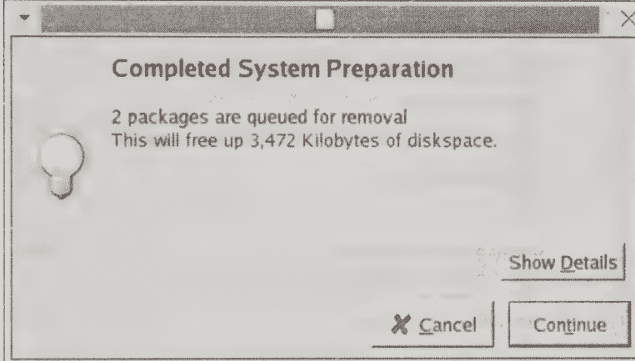 Completed System Preparation
2 packages are queued for removal
This will free up 3,472 Kilobytes of diskspace.
Show Details
Cancel
Continue